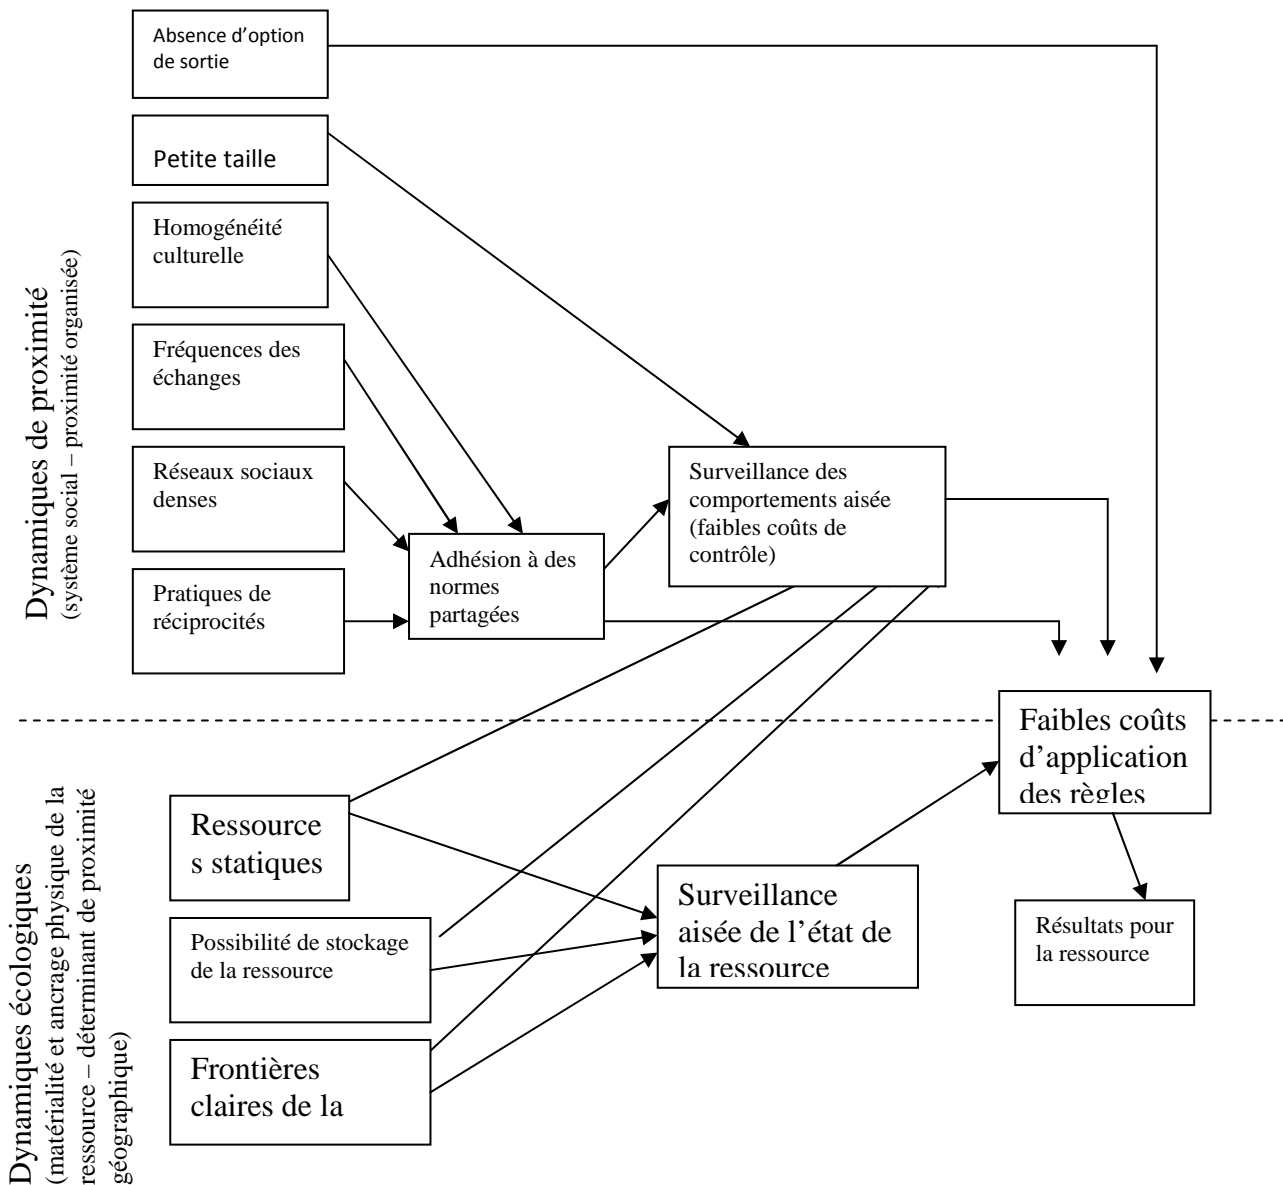 Absence d’option
de sortie
Petite taille
Homogénéité
culturelle
Fréquences des
échanges
Réseaux sociaux
denses
Pratiques de
réciprocités
Dynamiques de proximité
(système social – proximité organisée)
Adhésion à des
normes
partagées
Surveillance des
comportements aisée
(faibles coûts de
contrôle)
Faibles coûts
d’application
des règles
Dynamiques écologiques
(matérialité et ancrage physique de la
ressource – déterminant de proximité
géographique)
Ressource
s statiques
Possibilité de stockage
de la ressource
Frontières
claires de la
Surveillance
aisée de l’état de
la ressource
Résultats pour
la ressource